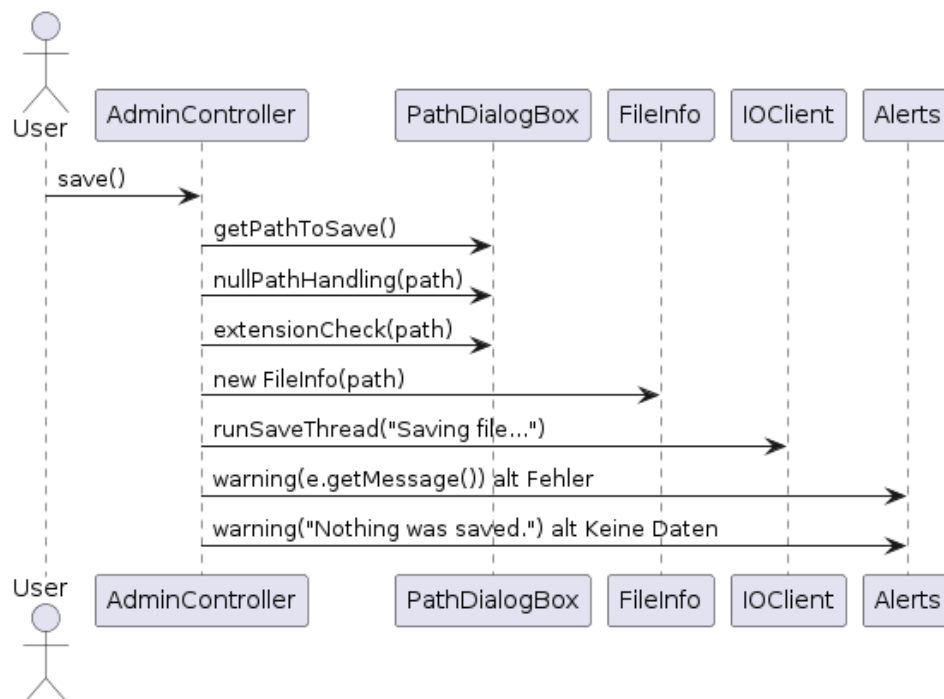 User
AdminController
PathDialogBox
FileInfo
IOClient
Alerts
save()
getPathToSave()
nullPathHandling(path)
extensionCheck(path)
new FileInfo(path)
runSaveThread("Saving file...")
warning(e.getMessage()) alt Fehler
warning("Nothing was saved.") alt Keine Daten
User
AdminController
PathDialogBox
FileInfo
IOClient
Alerts